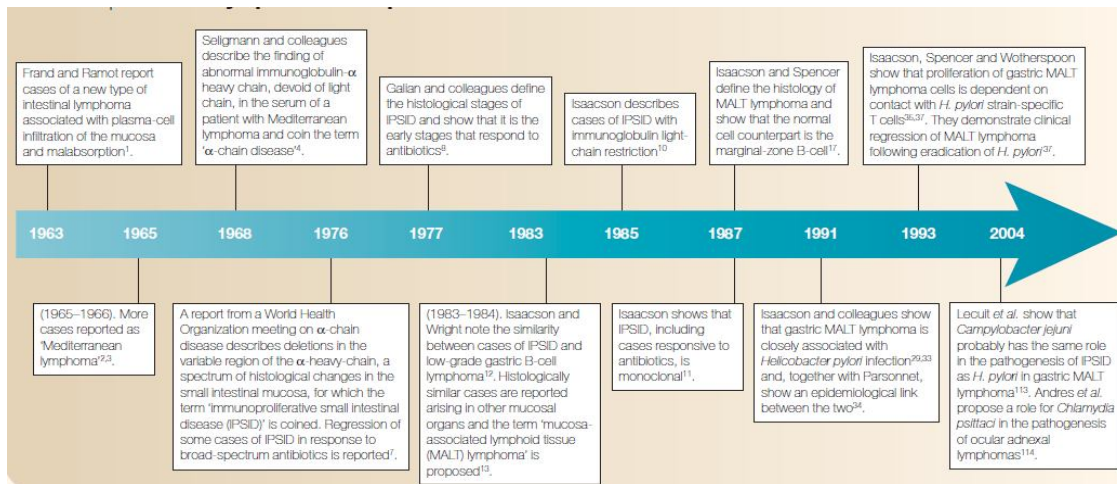 Frand and Ramot report
cases of a new type of
intestinal lymphoma
associated with plasma-cell
infiltration of the mucosa
and malabsorption¹.
Seligmann and colleagues
describe the finding of
abnormal immunoglobulin-α
heavy chain, devoid of light
chain, in the serum of a
patient with Mediterranean
lymphoma and coin the term
‘α-chain disease’⁴.
Galian and colleagues define
the histological stages of
IPSID and show that it is the
early stages that respond to
antibiotics⁸.
Isaacson describes
cases of IPSID with
immunoglobulin light-
chain restriction¹⁰
Isaacson and Spencer
define the histology of
MALT lymphoma and
show that the normal
cell counterpart is the
marginal-zone B-cell¹⁷.
Isaacson, Spencer and Wotherspoon
show that proliferation of gastric MALT
lymphoma cells is dependent on
contact with H. pylori strain-specific
T cells³⁶,³⁷. They demonstrate clinical
regression of MALT lymphoma
following eradication of H. pylori³⁷.
1963 1965 1968 1976 1977 1983 1985 1987 1991 1993 2004
(1965–1966). More
cases reported as
‘Mediterranean
lymphoma’²,³.
A report from a World Health
Organization meeting on α-chain
disease describes deletions in the
variable region of the α-heavy-chain, a
spectrum of histological changes in the
small intestinal mucosa, for which the
term ‘immunoproliferative small intestinal
disease (IPSID)’ is coined. Regression of
some cases of IPSID in response to
broad-spectrum antibiotics is reported⁷.
(1983–1984). Isaacson and
Wright note the similarity
between cases of IPSID and
low-grade gastric B-cell
lymphoma¹². Histologically
similar cases are reported
arising in other mucosal
organs and the term ‘mucosa-
associated lymphoid tissue
(MALT) lymphoma’ is
proposed¹³.
Isaacson shows that
IPSID, including
cases responsive to
antibiotics, is
monoclonal¹¹.
Isaacson and colleagues show
that gastric MALT lymphoma is
closely associated with
Helicobacter pylori infection²⁹,³³
and, together with Parsonnet,
show an epidemiological link
between the two³⁴.
Lecuit et al. show that
Campylobacter jejuni
probably has the same role
in the pathogenesis of IPSID
as H. pylori in gastric MALT
lymphoma¹¹³. Andres et al.
propose a role for Chlamydia
psittaci in the pathogenesis
of ocular adnexal
lymphomas¹¹⁴.